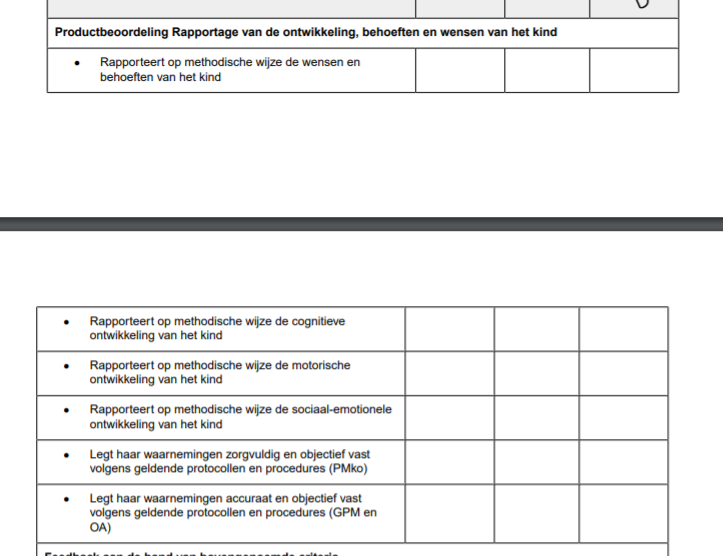 Productbeoordeling Rapportage van de ontwikkeling, behoeften en wensen van het kind
• Rapporteert op methodische wijze de wensen en
behoeften van het kind
• Rapporteert op methodische wijze de cognitieve
ontwikkeling van het kind
• Rapporteert op methodische wijze de motorische
ontwikkeling van het kind
• Rapporteert op methodische wijze de sociaal-emotionele
ontwikkeling van het kind
• Legt haar waarnemingen zorgvuldig en objectief vast
volgens geldende protocollen en procedures (PMko)
• Legt haar waarnemingen accuraat en objectief vast
volgens geldende protocollen en procedures (GPM en
OA)